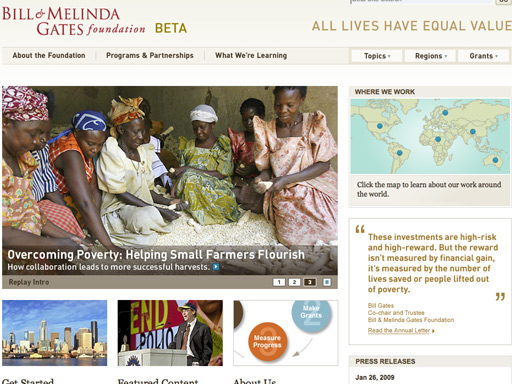 BILL & MELINDA
GATES foundation BETA
ALL LIVES HAVE EQUAL VALUE
About the Foundation
Programs & Partnerships
What We're Learning
Topics
Regions
Grants
Overcoming Poverty: Helping Small Farmers Flourish
How collaboration leads to more successful harvests.
Replay Intro
1 2 3
WHERE WE WORK
Click the map to learn about our work around
the world.
“ These investments are high-risk
and high-reward. But the reward
isn't measured by financial gain,
it's measured by the number of
lives saved or people lifted out
of poverty. ”
Bill Gates
Co-chair and Trustee
Bill & Melinda Gates Foundation
Read the Annual Letter
END
POLIO
Make
Grants
2
Measure
Progress
Get Started
Featured Content
About Us
PRESS RELEASES
Jan 26, 2009